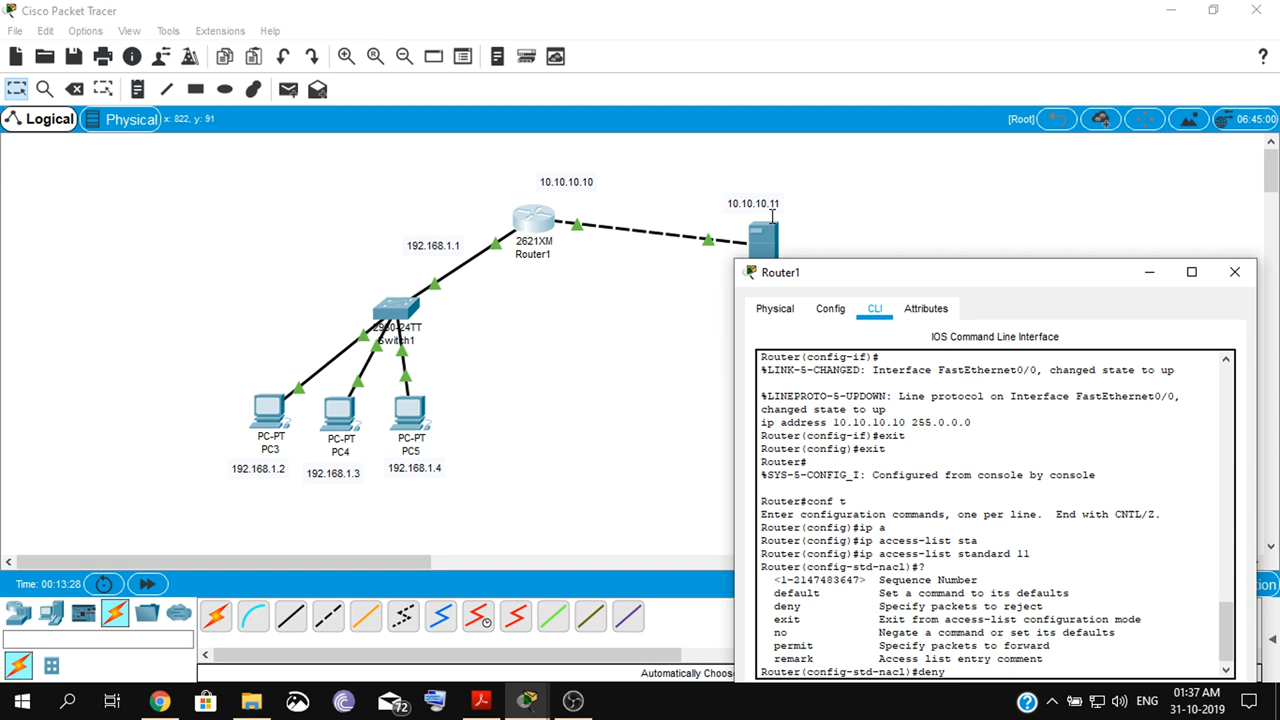 Cisco Packet Tracer
File Edit Options View Tools Extensions Help
Logical Physical x: 822, y: 91 [Root] 06:45:00
10.10.10.10
10.10.10.11
2621XM
Router1
192.168.1.1
2950-24TT
Switch1
PC-PT
PC3
PC-PT
PC4
PC-PT
PC5
192.168.1.2
192.168.1.3
192.168.1.4
Router1
Physical Config CLI Attributes
IOS Command Line Interface
Router(config-if)#
%LINK-5-CHANGED: Interface FastEthernet0/0, changed state to up
%LINEPROTO-5-UPDOWN: Line protocol on Interface FastEthernet0/0,
changed state to up
ip address 10.10.10.10 255.0.0.0
Router(config-if)#exit
Router(config)#exit
Router#
%SYS-5-CONFIG_I: Configured from console by console
Router#conf t
Enter configuration commands, one per line. End with CNTL/Z.
Router(config)#ip a
Router(config)#ip access-list sta
Router(config)#ip access-list standard 11
Router(config-std-nacl)#?
<1-2147483647> Sequence Number
default Set a command to its defaults
deny Specify packets to reject
exit Exit from access-list configuration mode
no Negate a command or set its defaults
permit Specify packets to forward
remark Access list entry comment
Router(config-std-nacl)#deny
Time: 00:13:28
Automatically Choose
72
ENG
01:37 AM
31-10-2019